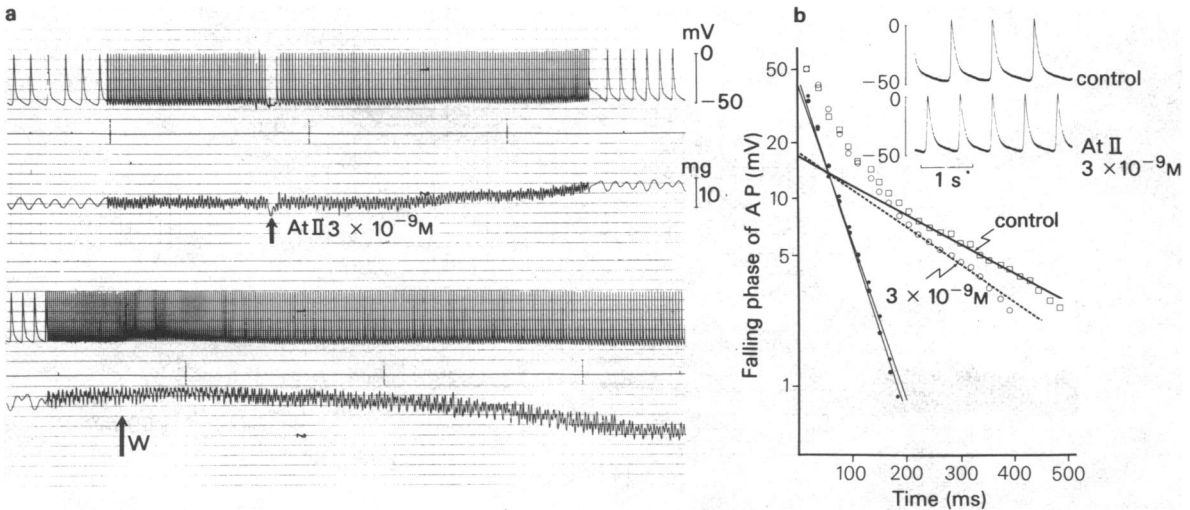 a
mV
0
−50
mg
10
At II 3 × 10⁻⁹M
W
b
Falling phase of A P (mV)
50
20
10
5
1
0
−50
control
0
−50
At II
3 × 10⁻⁹M
1 s
control
3 × 10⁻⁹M
100
200
300
400
500
Time (ms)